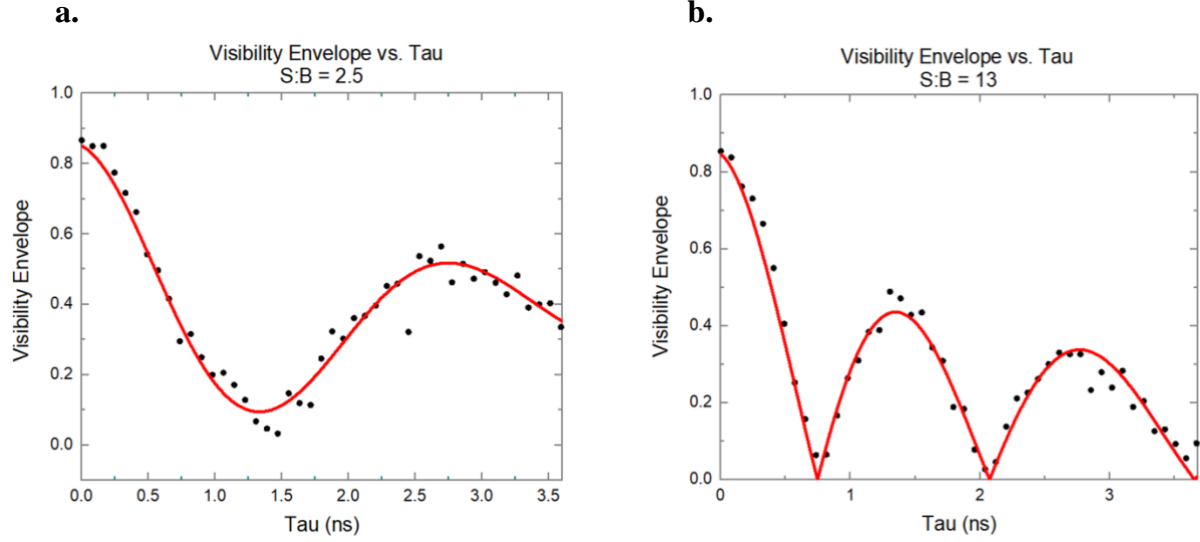 a.
Visibility Envelope vs. Tau
S:B = 2.5
1.0
0.8
0.6
0.4
0.2
0.0
Visibility Envelope
0.0 0.5 1.0 1.5 2.0 2.5 3.0 3.5
Tau (ns)
b.
Visibility Envelope vs. Tau
S:B = 13
1.0
0.8
0.6
0.4
0.2
0.0
Visibility Envelope
0 1 2 3
Tau (ns)